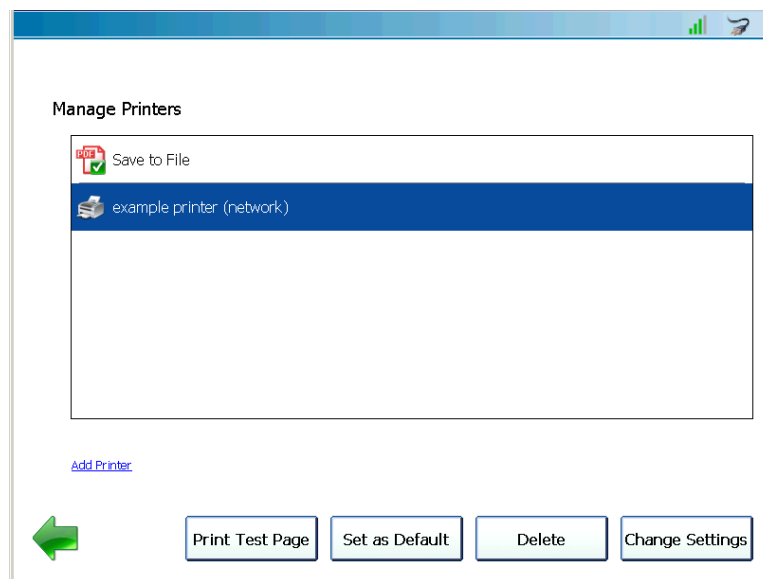 Manage Printers
PDF
Save to File
example printer (network)
Add Printer
Print Test Page
Set as Default
Delete
Change Settings